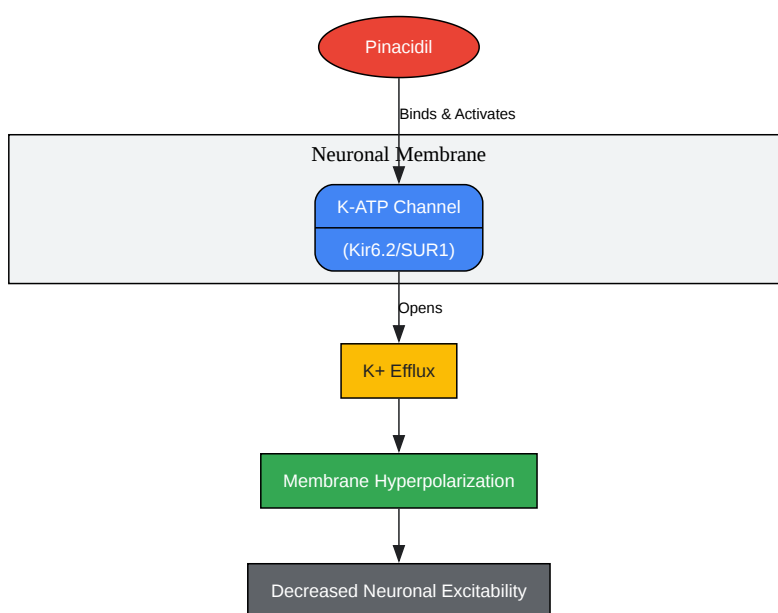 Pinacidil
Binds & Activates
Neuronal Membrane
K-ATP Channel
(Kir6.2/SUR1)
Opens
K+ Efflux
Membrane Hyperpolarization
Decreased Neuronal Excitability